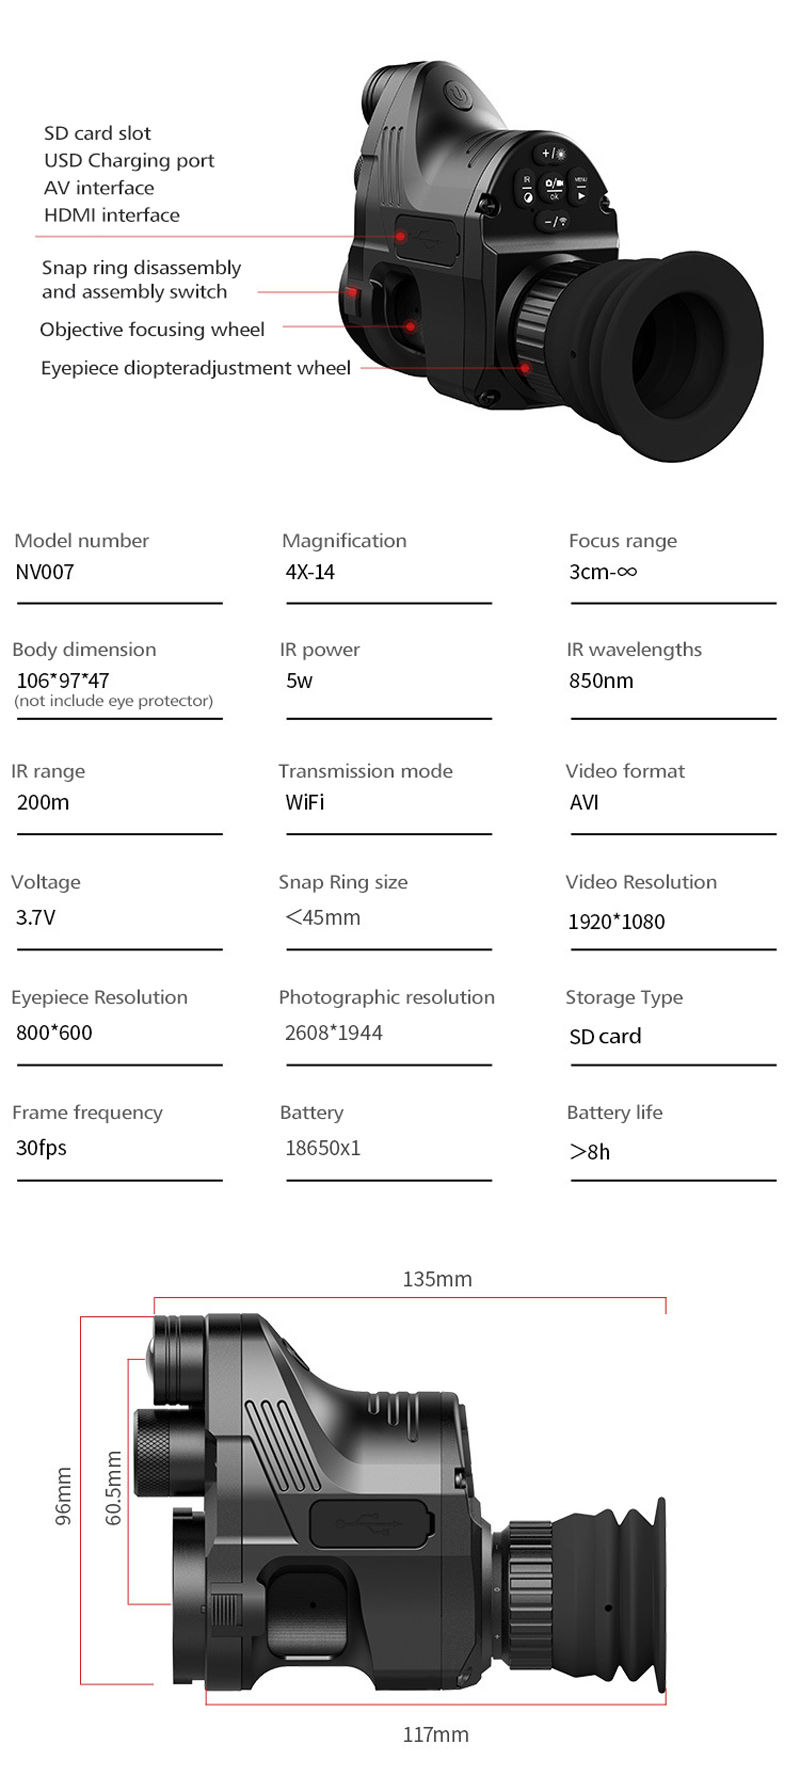 SD card slot
USD Charging port
AV interface
HDMI interface
Snap ring disassembly
and assembly switch
Objective focusing wheel
Eyepiece diopteradjustment wheel
+/
IR
MENU
OK
−/
Model number
Magnification
Focus range
NV007
4X-14
3cm-∞
Body dimension
IR power
IR wavelengths
106*97*47
5w
850nm
(not include eye protector)
IR range
Transmission mode
Video format
200m
WiFi
AVI
Voltage
Snap Ring size
Video Resolution
3.7V
<45mm
1920*1080
Eyepiece Resolution
Photographic resolution
Storage Type
800*600
2608*1944
SD card
Frame frequency
Battery
Battery life
30fps
18650x1
>8h
135mm
96mm
60.5mm
117mm